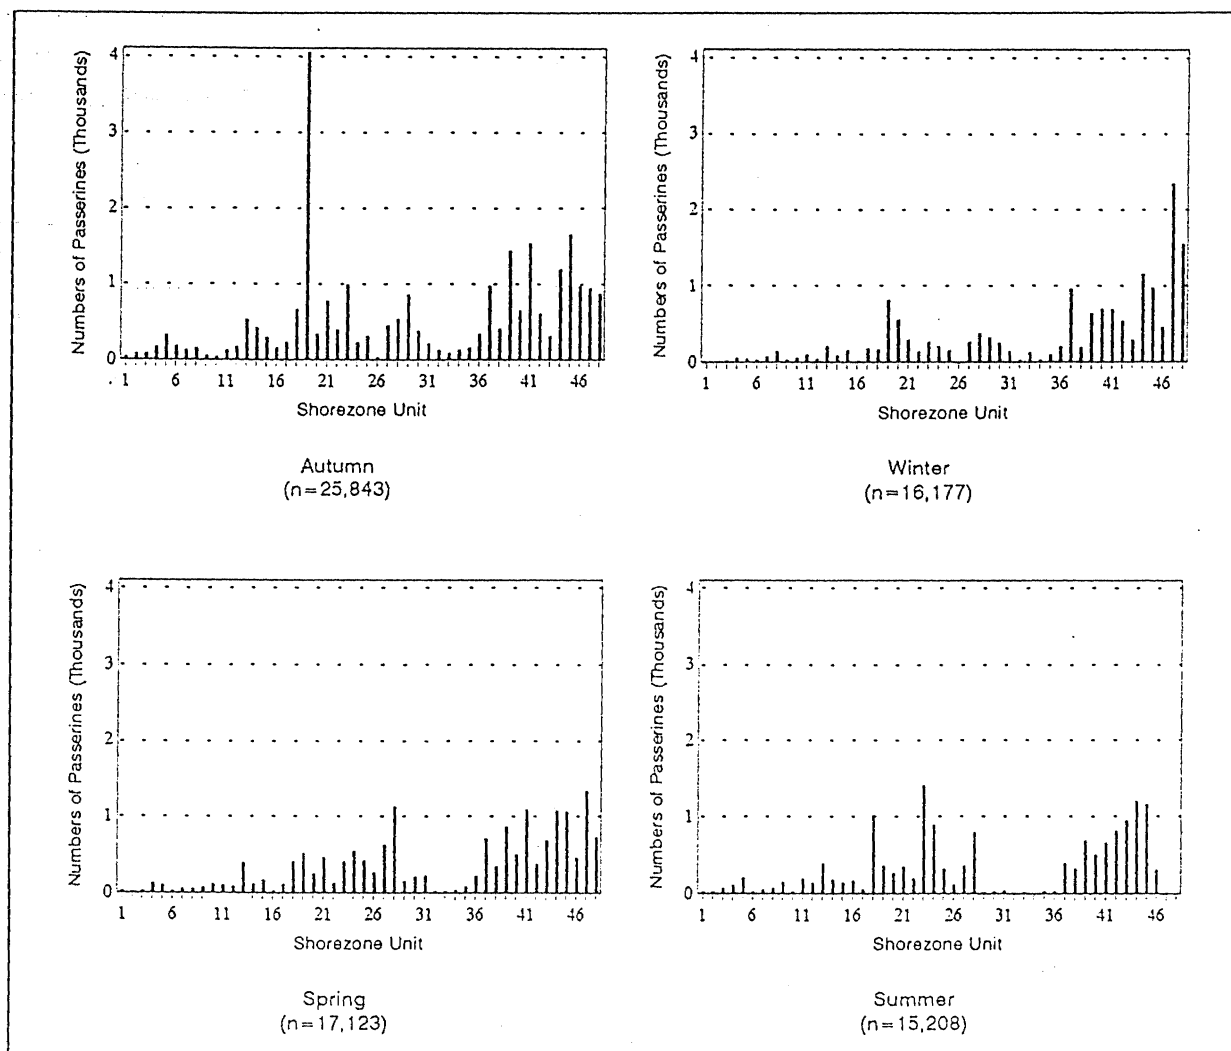 Numbers of Passerines (Thousands)
4
3
2
1
0
1 6 11 16 21 26 31 36 41 46
Shorezone Unit
Autumn
(n=25,843)
Numbers of Passerines (Thousands)
4
3
2
1
0
1 6 11 16 21 26 31 36 41 46
Shorezone Unit
Winter
(n=16,177)
Numbers of Passerines (Thousands)
4
3
2
1
0
1 6 11 16 21 26 31 36 41 46
Shorezone Unit
Spring
(n=17,123)
Numbers of Passerines (Thousands)
4
3
2
1
0
1 6 11 16 21 26 31 36 41 46
Shorezone Unit
Summer
(n=15,208)